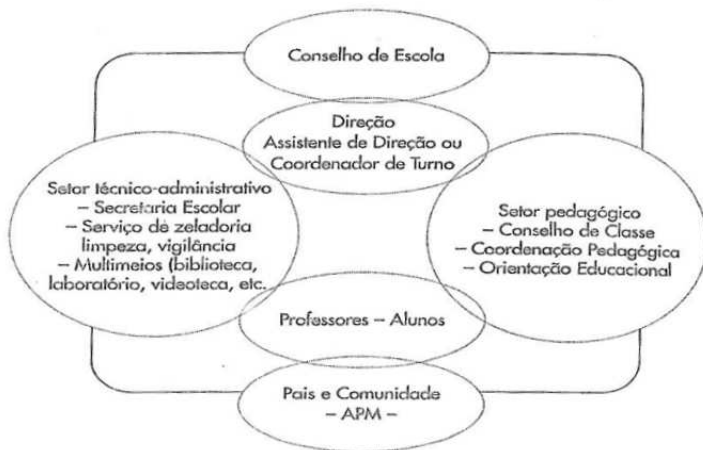 Conselho de Escola
Direção
Assistente de Direção ou
Coordenador de Turno
Setor técnico-administrativo
– Secretaria Escolar
– Serviço de zeladoria
limpeza, vigilância
– Multimeios (biblioteca,
laboratório, videoteca, etc.
Setor pedagógico
– Conselho de Classe
– Coordenação Pedagógica
– Orientação Educacional
Professores – Alunos
Pais e Comunidade
– APM –